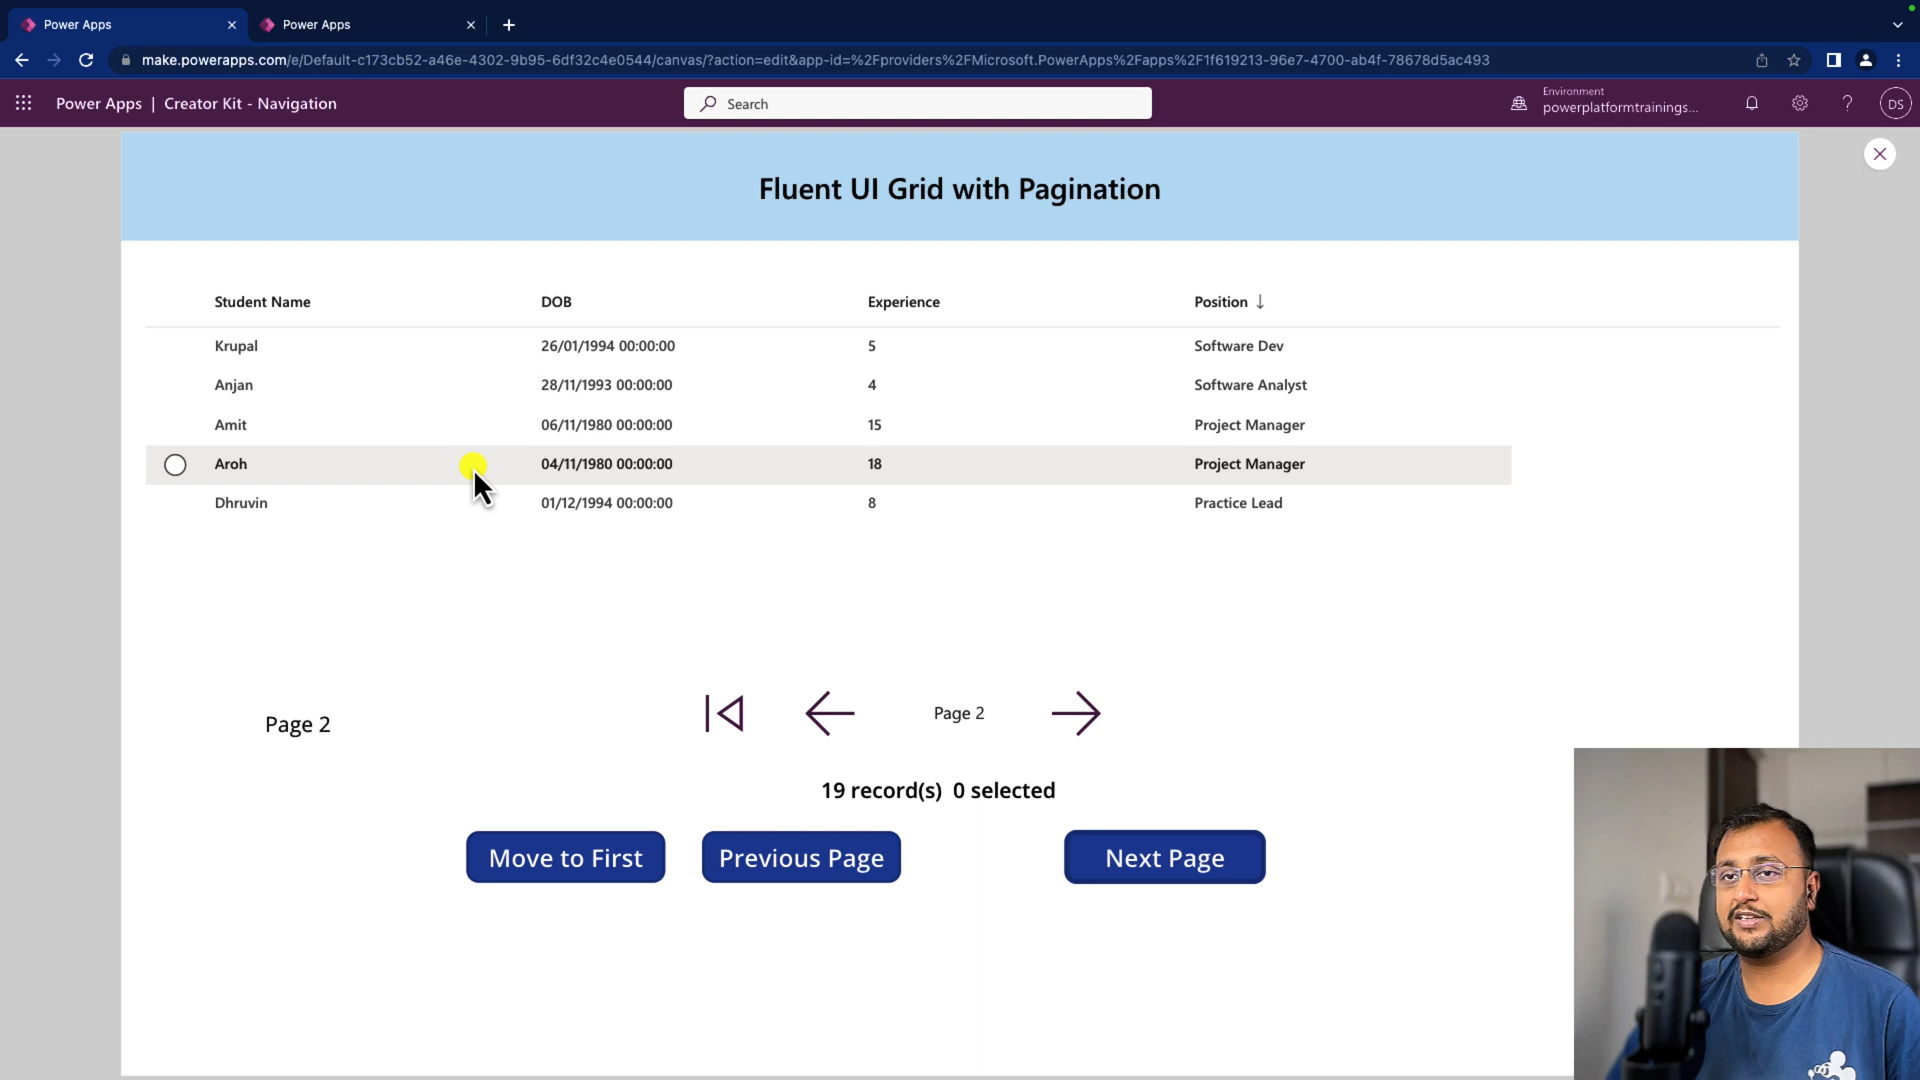 Power Apps
Power Apps
make.powerapps.com/e/Default-c173cb52-a46e-4302-9b95-6df32c4e0544/canvas/?action=edit&app-id=%2Fproviders%2FMicrosoft.PowerApps%2Fapps%2F1f619213-96e7-4700-ab4f-78678d5ac493
Power Apps | Creator Kit - Navigation
Search
Environment
powerplatformtrainings...
?
DS
Fluent UI Grid with Pagination
Student Name DOB Experience Position
Krupal 26/01/1994 00:00:00 5 Software Dev
Anjan 28/11/1993 00:00:00 4 Software Analyst
Amit 06/11/1980 00:00:00 15 Project Manager
Aroh 04/11/1980 00:00:00 18 Project Manager
Dhruvin 01/12/1994 00:00:00 8 Practice Lead
Page 2
Page 2
19 record(s) 0 selected
Move to First
Previous Page
Next Page